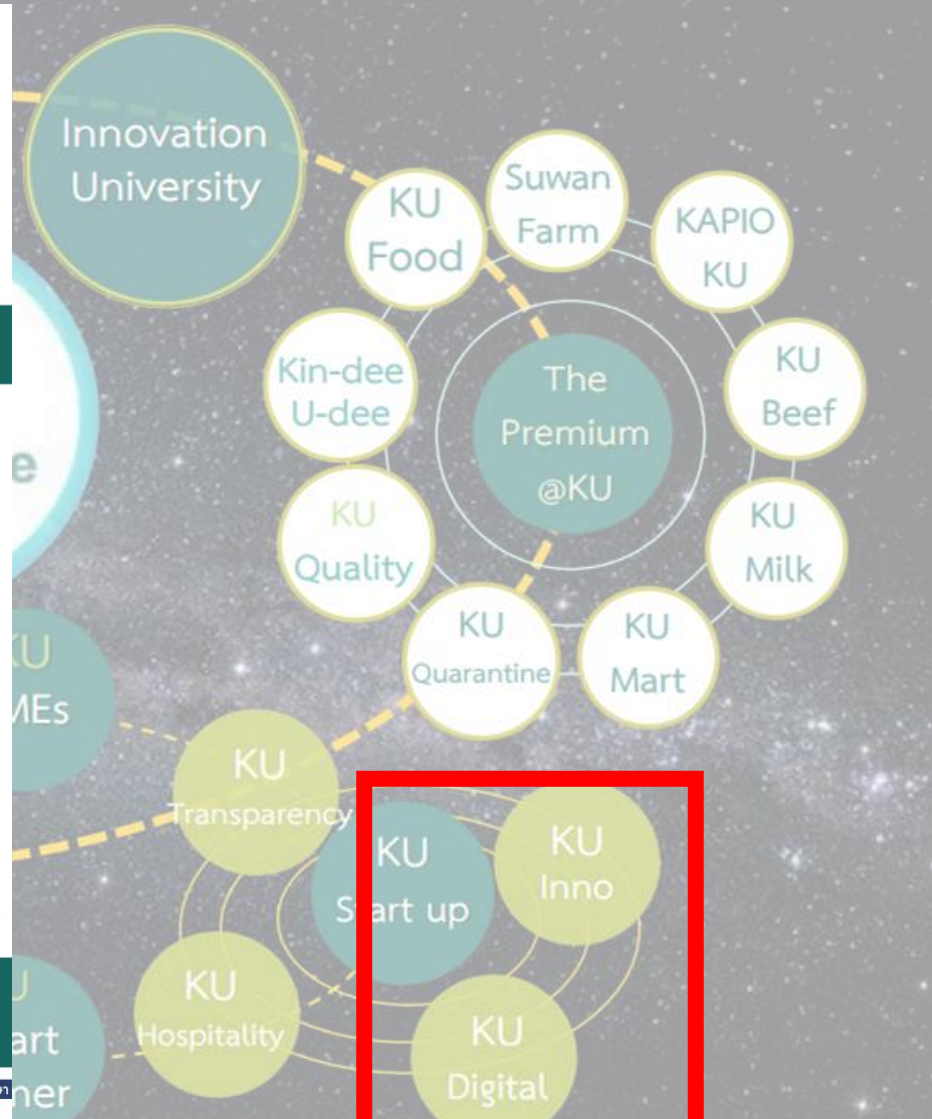 Innovation
University
Suwan
Farm
KU
Food
KAPIO
KU
Kin-dee
U-dee
The
Premium
@KU
KU
Beef
KU
Quality
KU
Milk
KU
Quarantine
KU
Mart
e
KU
MEs
KU
Transparency
KU
Start up
KU
Inno
KU
Hospitality
KU
Digital
U
art
ner